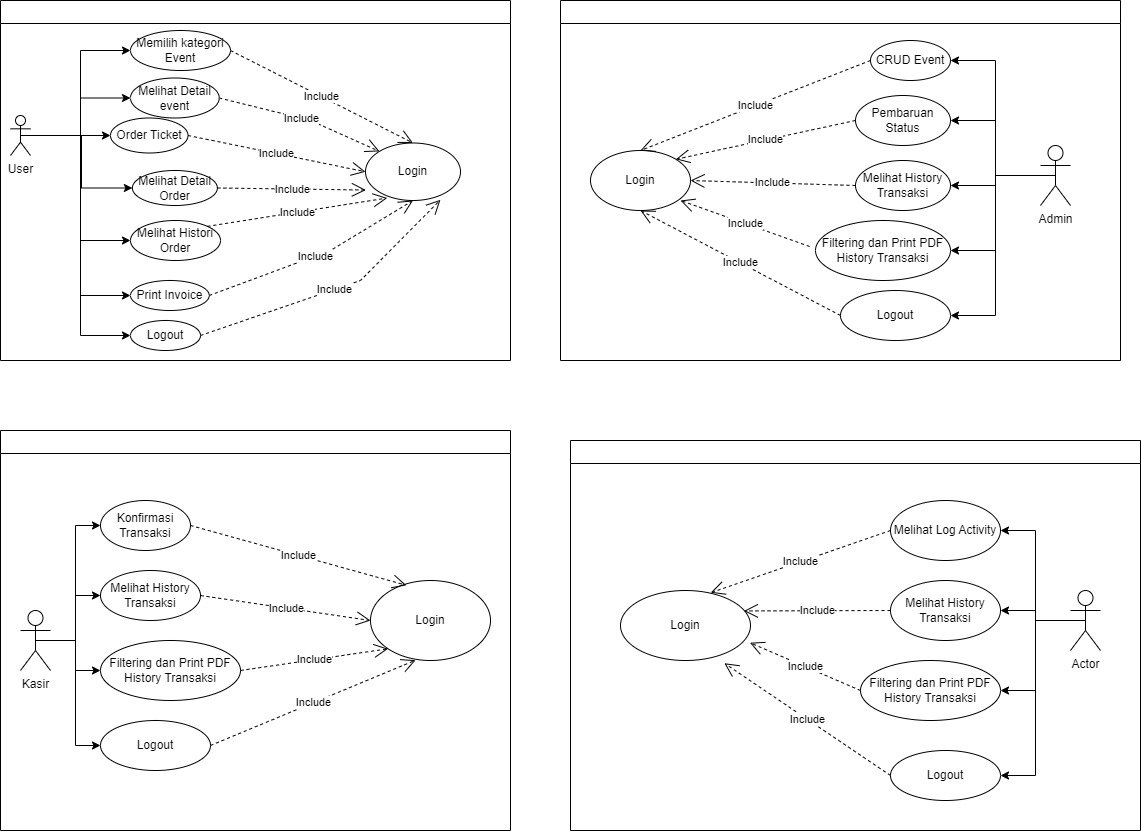 Memilih kategori
Event
Melihat Detail
event
Order Ticket
Melihat Detail
Order
Melihat Histori
Order
Print Invoice
Logout
User
Include
Include
Include
Include
Include
Include
Include
Login
CRUD Event
Pembaruan
Status
Melihat History
Transaksi
Filtering dan Print PDF
History Transaksi
Logout
Admin
Include
Include
Include
Include
Include
Login
Konfirmasi
Transaksi
Melihat History
Transaksi
Filtering dan Print PDF
History Transaksi
Logout
Kasir
Include
Include
Include
Include
Login
Melihat Log Activity
Melihat History
Transaksi
Filtering dan Print PDF
History Transaksi
Logout
Actor
Include
Include
Include
Include
Login